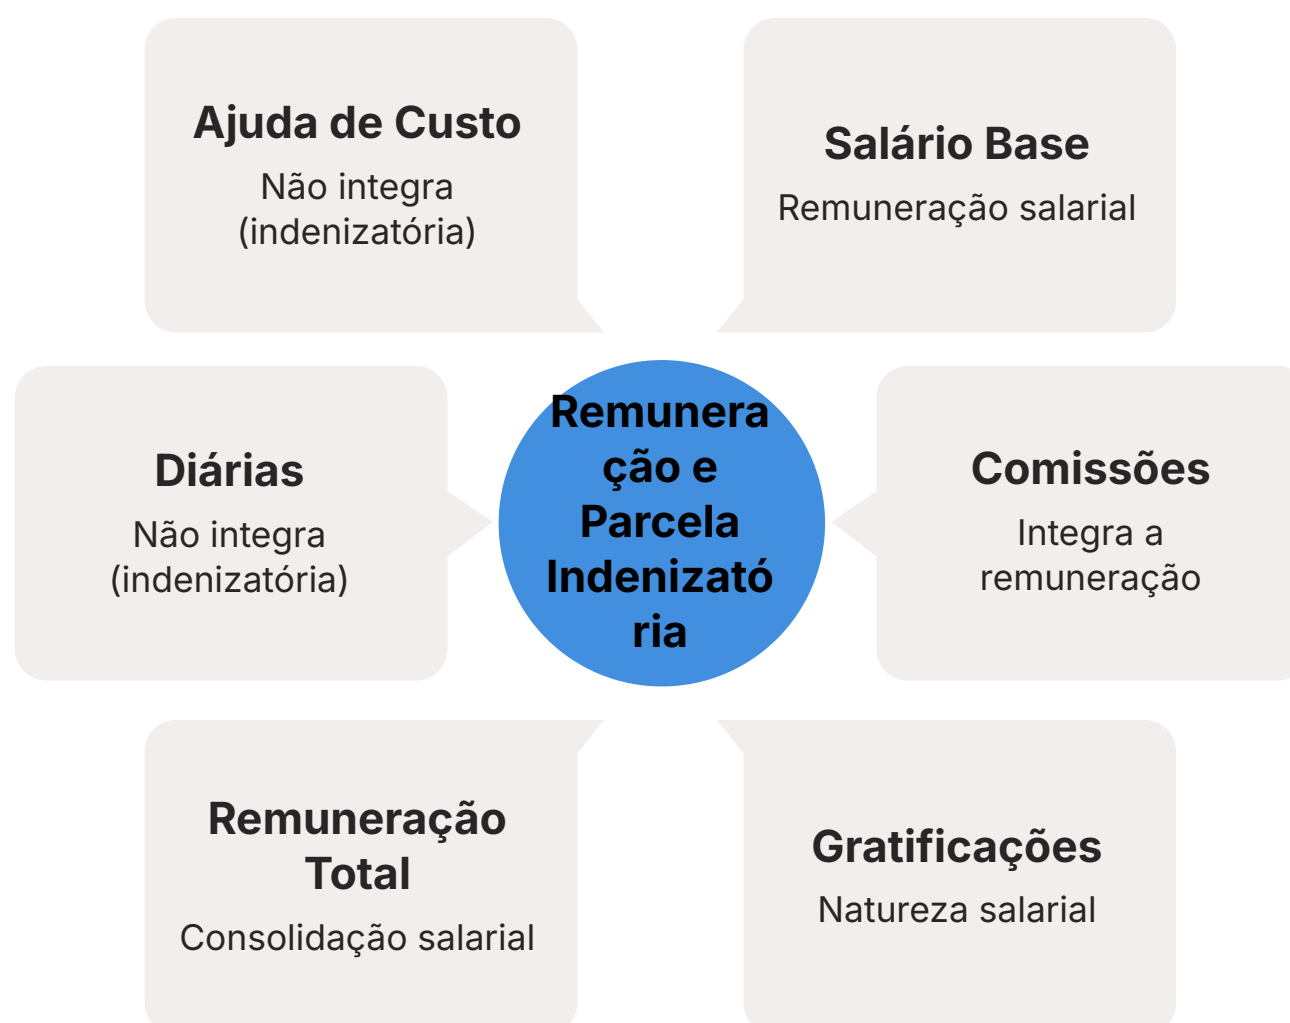 Ajuda de Custo
Não integra
(indenizatória)
Salário Base
Remuneração salarial
Diárias
Não integra
(indenizatória)
Remunera
ção e
Parcela
Indenizató
ria
Comissões
Integra a
remuneração
Remuneração
Total
Consolidação salarial
Gratificações
Natureza salarial